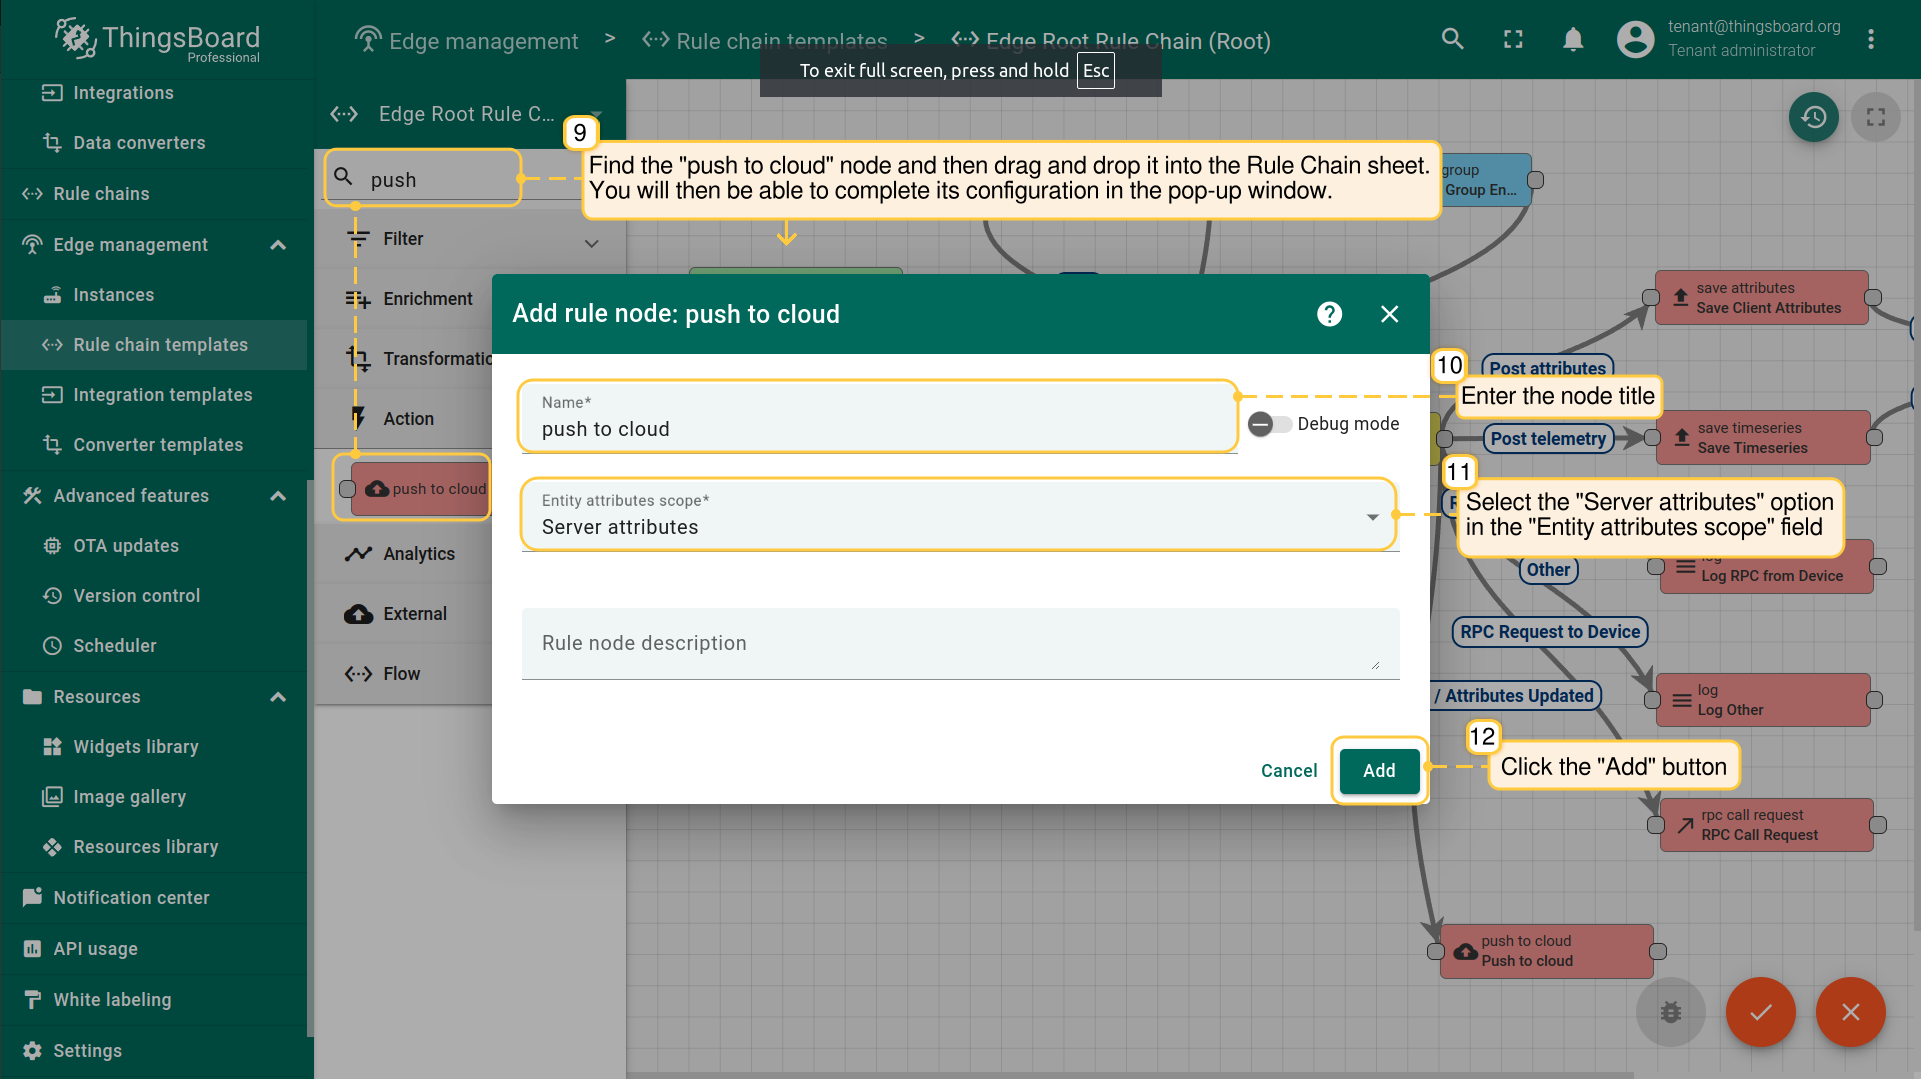 ThingsBoard
Professional
Edge management > Rule chain templates > Edge Root Rule Chain (Root)
tenant@thingsboard.org
Tenant administrator
To exit full screen, press and hold Esc
Integrations
Data converters
Rule chains
Edge management
Instances
Rule chain templates
Integration templates
Converter templates
Advanced features
OTA updates
Version control
Scheduler
Resources
Widgets library
Image gallery
Resources library
Notification center
API usage
White labeling
Settings
Edge Root Rule C...
push
Filter
Enrichment
Transformatio
Action
push to cloud
Analytics
External
Flow
9
Find the "push to cloud" node and then drag and drop it into the Rule Chain sheet.
You will then be able to complete its configuration in the pop-up window.
group
Group En...
Add rule node: push to cloud
Name*
push to cloud
Debug mode
Entity attributes scope*
Server attributes
Rule node description
Cancel
Add
10
Enter the node title
11
Select the "Server attributes" option
in the "Entity attributes scope" field
12
Click the "Add" button
save attributes
Save Client Attributes
Post attributes
Post telemetry
save timeseries
Save Timeseries
Other
log
Log RPC from Device
RPC Request to Device
/ Attributes Updated
log
Log Other
rpc call request
RPC Call Request
push to cloud
Push to cloud